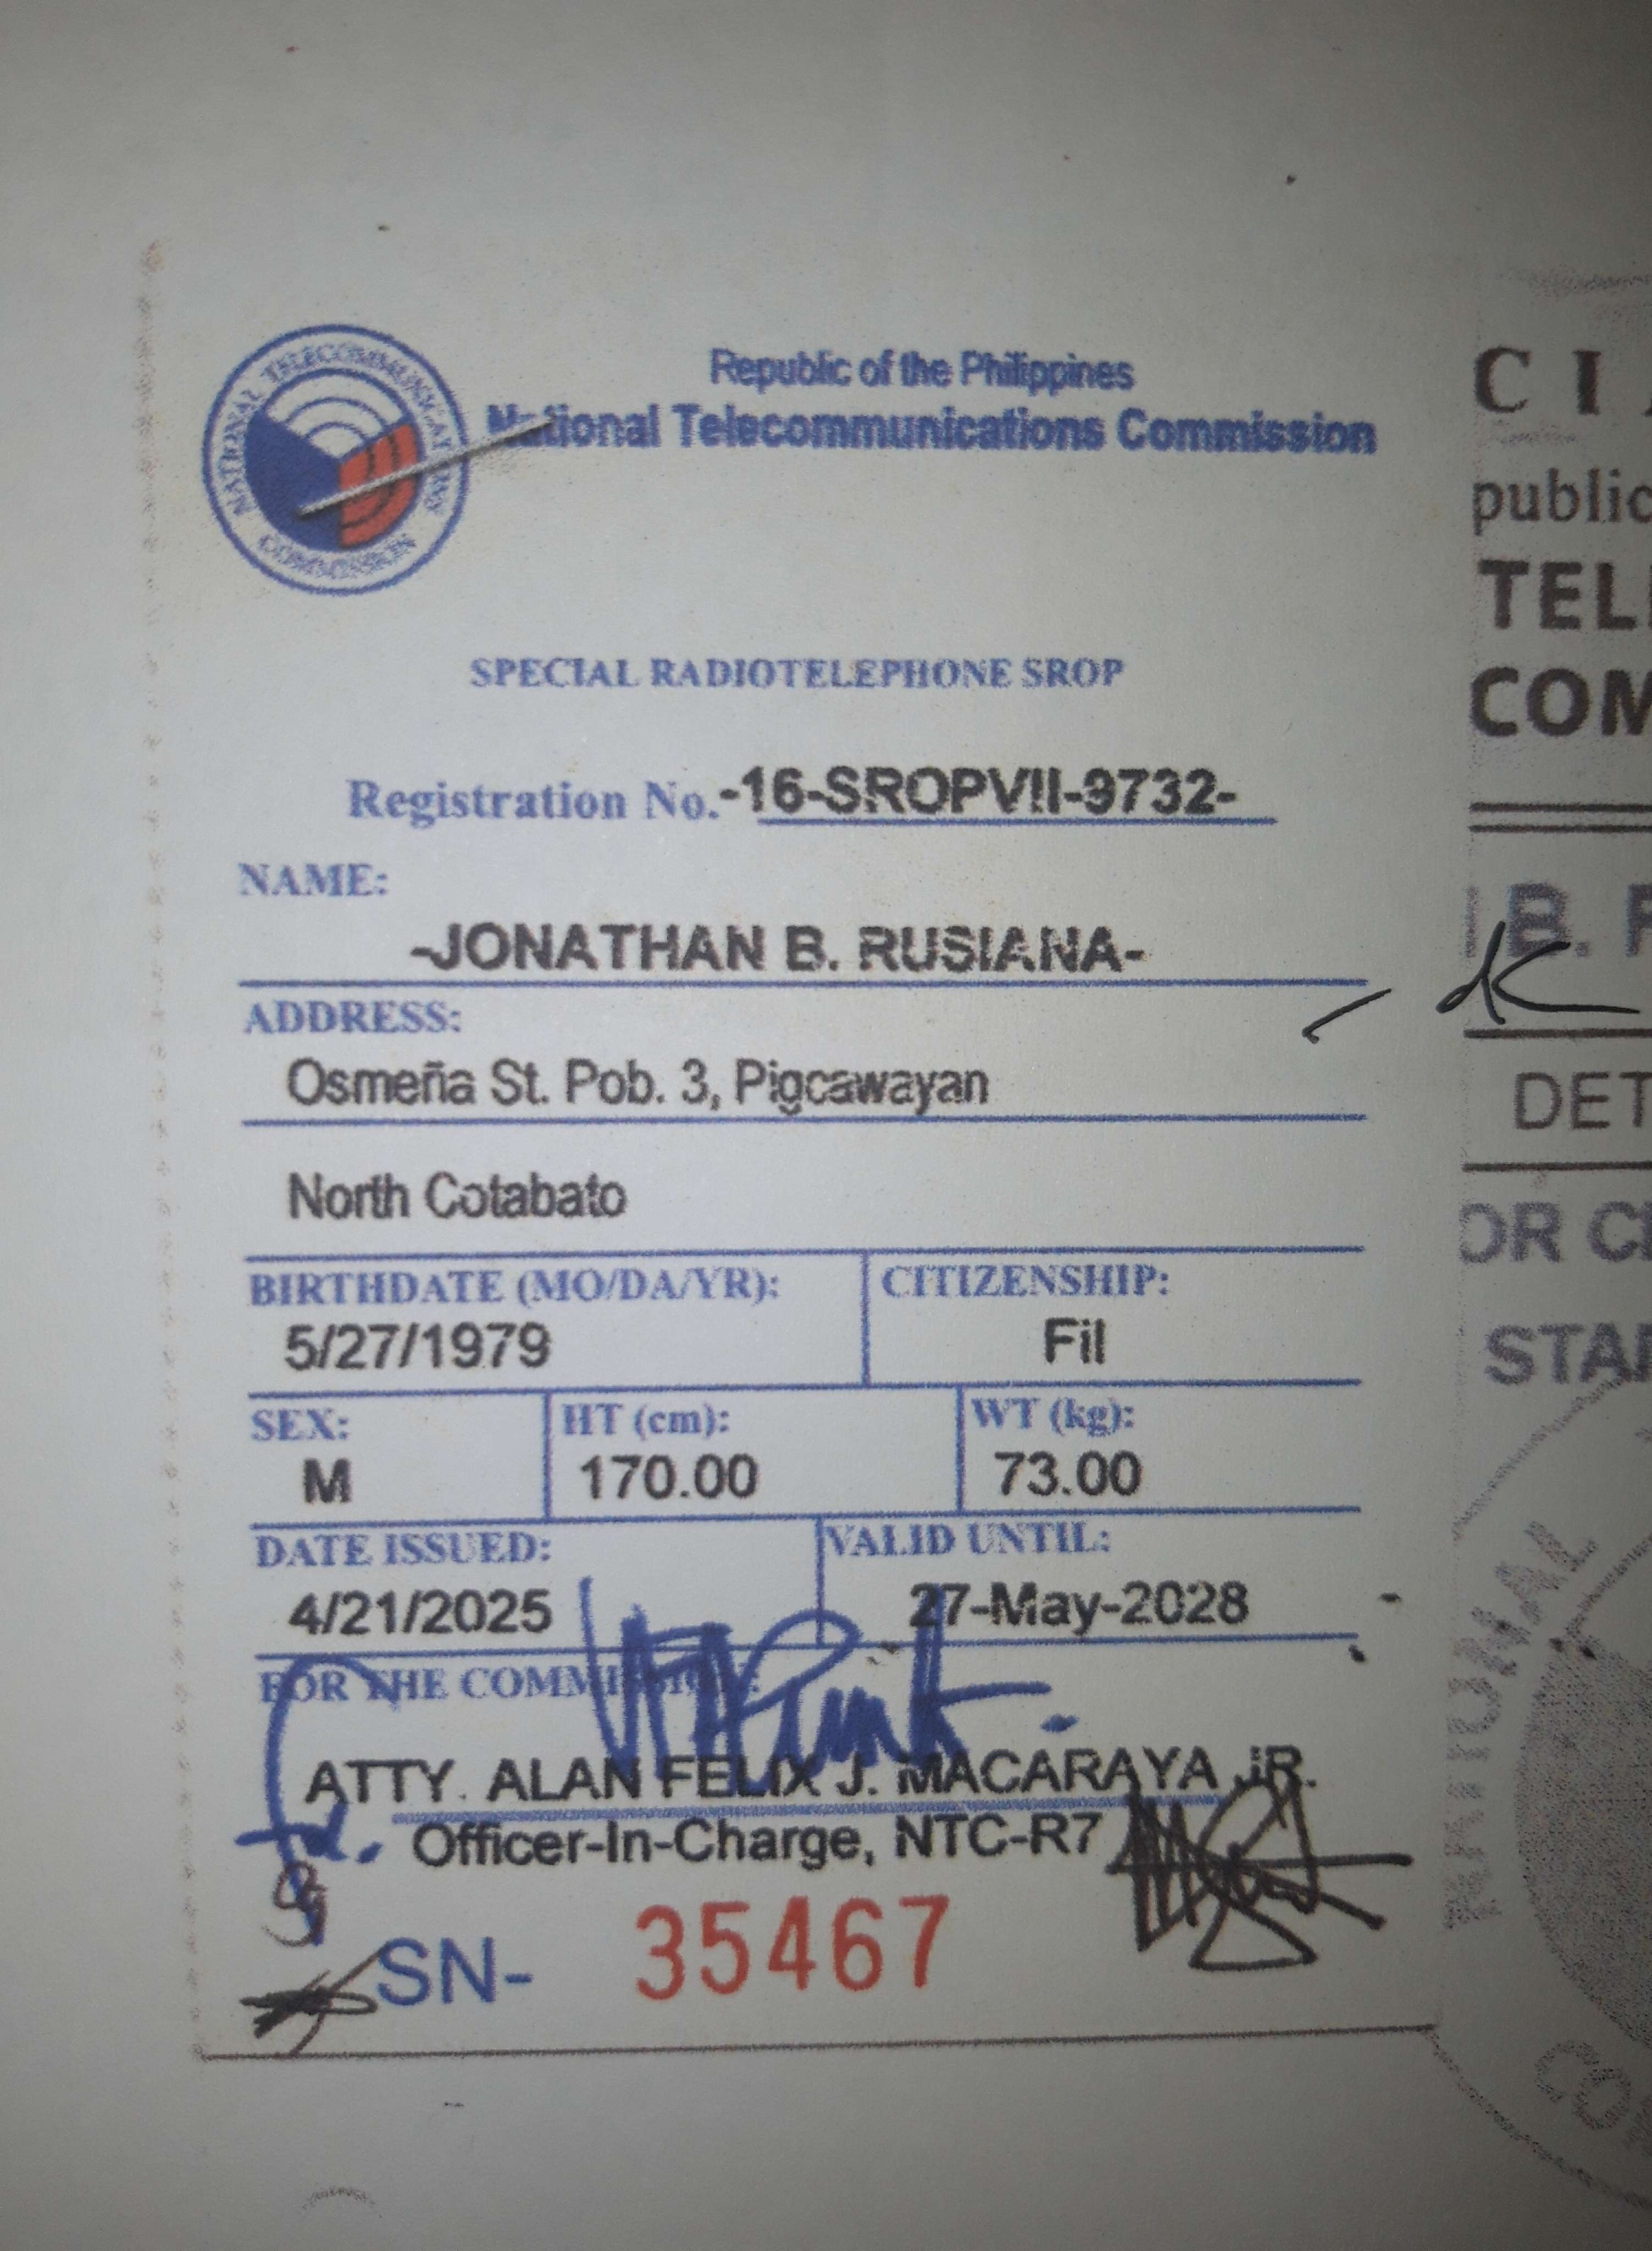 NATIONAL TELECOMMUNICATIONS COMMISSION
Republic of the Philippines
National Telecommunications Commission
SPECIAL RADIOTELEPHONE SROP
Registration No. -16-SROPVII-9732-
NAME:
-JONATHAN B. RUSIANA-
ADDRESS:
Osmeña St. Pob. 3, Pigcawayan
North Cotabato
BIRTHDATE (MO/DA/YR): CITIZENSHIP:
5/27/1979 Fil
SEX: HT (cm): WT (kg):
M 170.00 73.00
DATE ISSUED: VALID UNTIL:
4/21/2025 27-May-2028
FOR THE COMMISSION:
ATTY. ALAN FELIX J. MACARAYA JR.
Officer-In-Charge, NTC-R7
SN- 35467
C I
public
TEL
COM
B.
DET
OR
STA
NATIONAL
COM